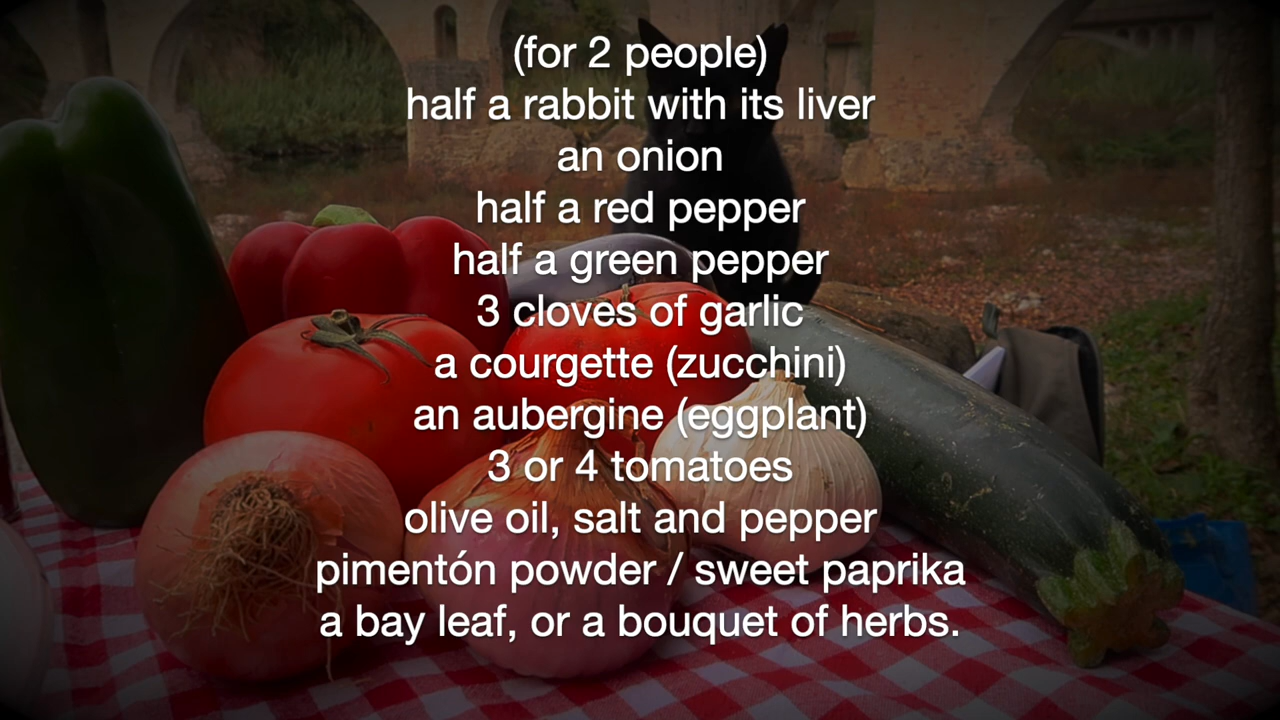 (for 2 people)
half a rabbit with its liver
an onion
half a red pepper
half a green pepper
3 cloves of garlic
a courgette (zucchini)
an aubergine (eggplant)
3 or 4 tomatoes
olive oil, salt and pepper
pimentón powder / sweet paprika
a bay leaf, or a bouquet of herbs.